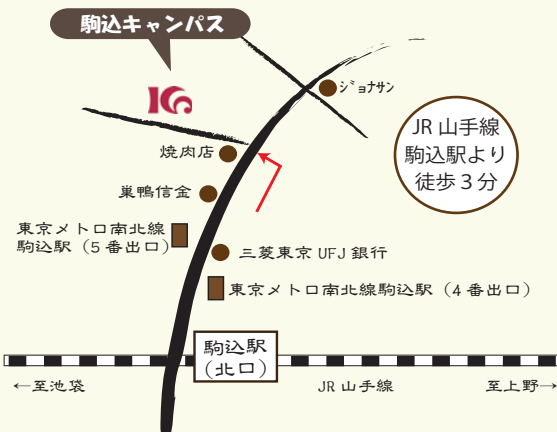 駒込キャンパス
ジョナサン
JR 山手線
駒込駅より
徒歩 3 分
焼肉店
巣鴨信金
東京メトロ南北線
駒込駅（5 番出口）
三菱東京 UFJ 銀行
東京メトロ南北線駒込駅（4 番出口）
駒込駅
（北口）
←至池袋
JR 山手線
至上野→